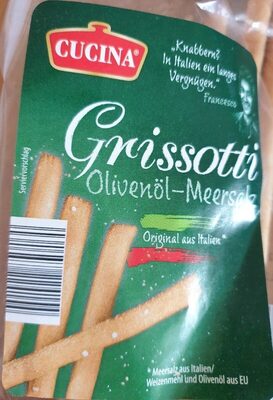 CUCINA®
„Knabbern?
In Italien ein langes
Vergnügen."
Francesco
Grissotti
Olivenöl-Meersalz
Original aus Italien*
Serviervorschlag
* Meersalz aus Italien/
Weizenmehl und Olivenöl aus EU